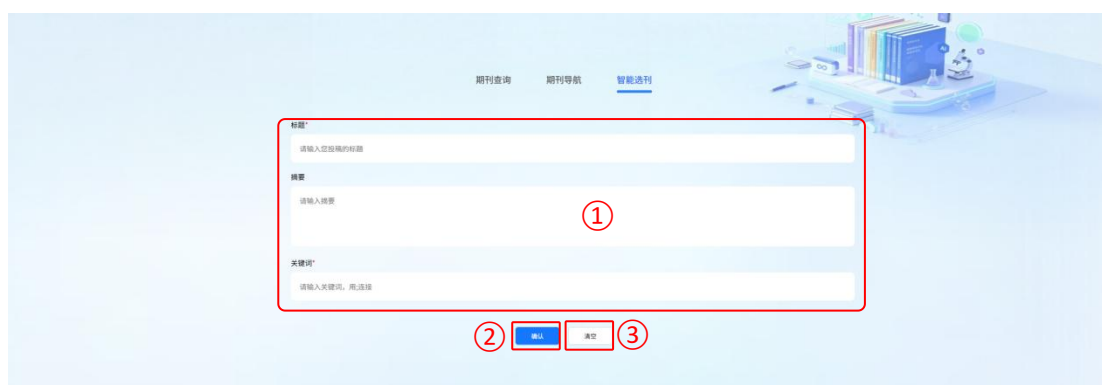 期刊查询 期刊导航 智能选刊
标题*
请输入您投稿的标题
摘要
请输入摘要
①
关键词*
请输入关键词，用;连接
② 确认 清空 ③